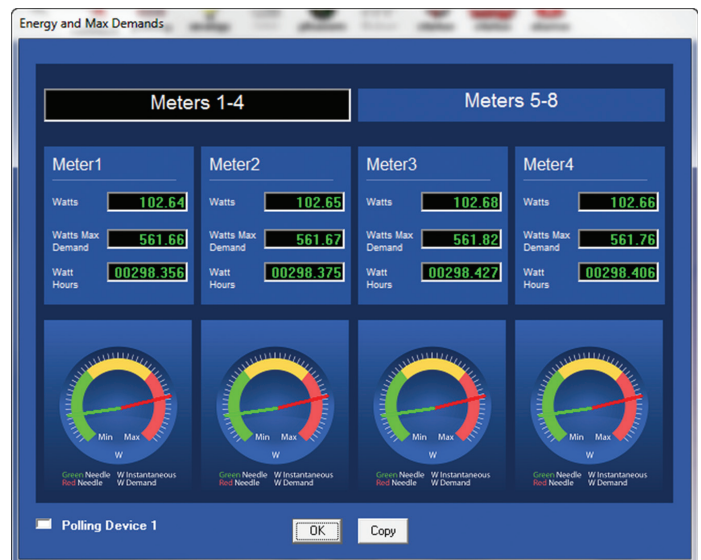 Energy and Max Demands
Meters 1-4
Meters 5-8
Meter1
Watts 102.64
Watts Max
Demand 561.66
Watt
Hours 00298.356
Meter2
Watts 102.65
Watts Max
Demand 561.67
Watt
Hours 00298.375
Meter3
Watts 102.68
Watts Max
Demand 561.82
Watt
Hours 00298.427
Meter4
Watts 102.66
Watts Max
Demand 561.76
Watt
Hours 00298.406
Min Max
W
Green Needle W Instantaneous
Red Needle W Demand
Min Max
W
Green Needle W Instantaneous
Red Needle W Demand
Min Max
W
Green Needle W Instantaneous
Red Needle W Demand
Min Max
W
Green Needle W Instantaneous
Red Needle W Demand
Polling Device 1
OK
Copy